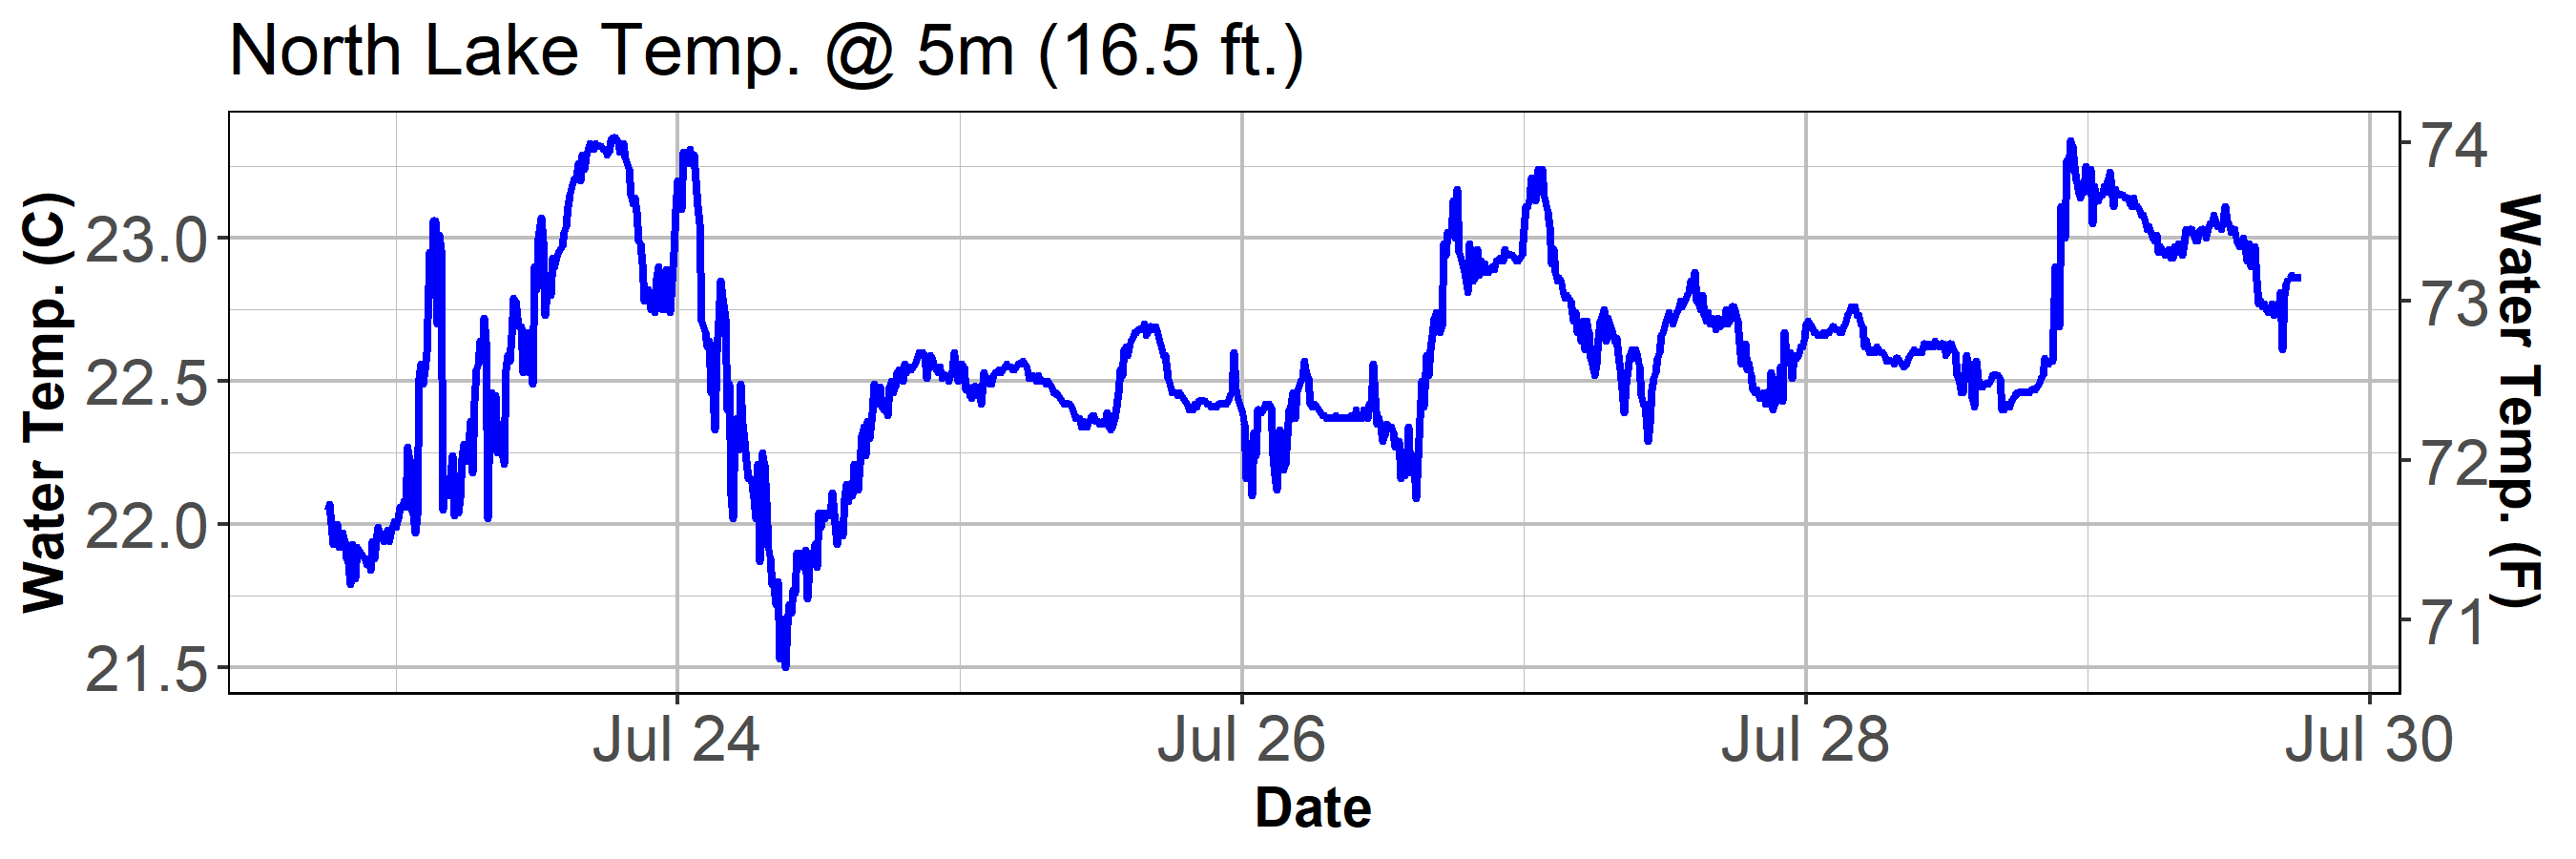 North Lake Temp. @ 5m (16.5 ft.)
Water Temp. (C)
23.0
22.5
22.0
21.5
74
73
72
71
Water Temp. (F)
Jul 24
Jul 26
Jul 28
Jul 30
Date